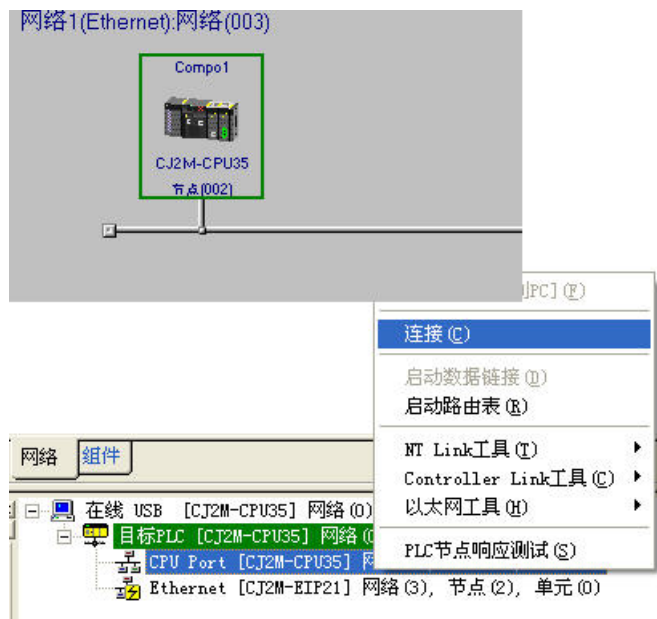 网络1(Ethernet):网络(003)
Compo1
CJ2M-CPU35
节点(002)
PC](F)
连接(C)
启动数据链接(D)
启动路由表(R)
NT Link工具(T)
Controller Link工具(C)
以太网工具(H)
PLC节点响应测试(S)
网络
组件
在线 USB [CJ2M-CPU35] 网络(0)
目标PLC [CJ2M-CPU35] 网络(
CPU Port [CJ2M-CPU35]
Ethernet [CJ2M-EIP21] 网络(3), 节点(2), 单元(0)